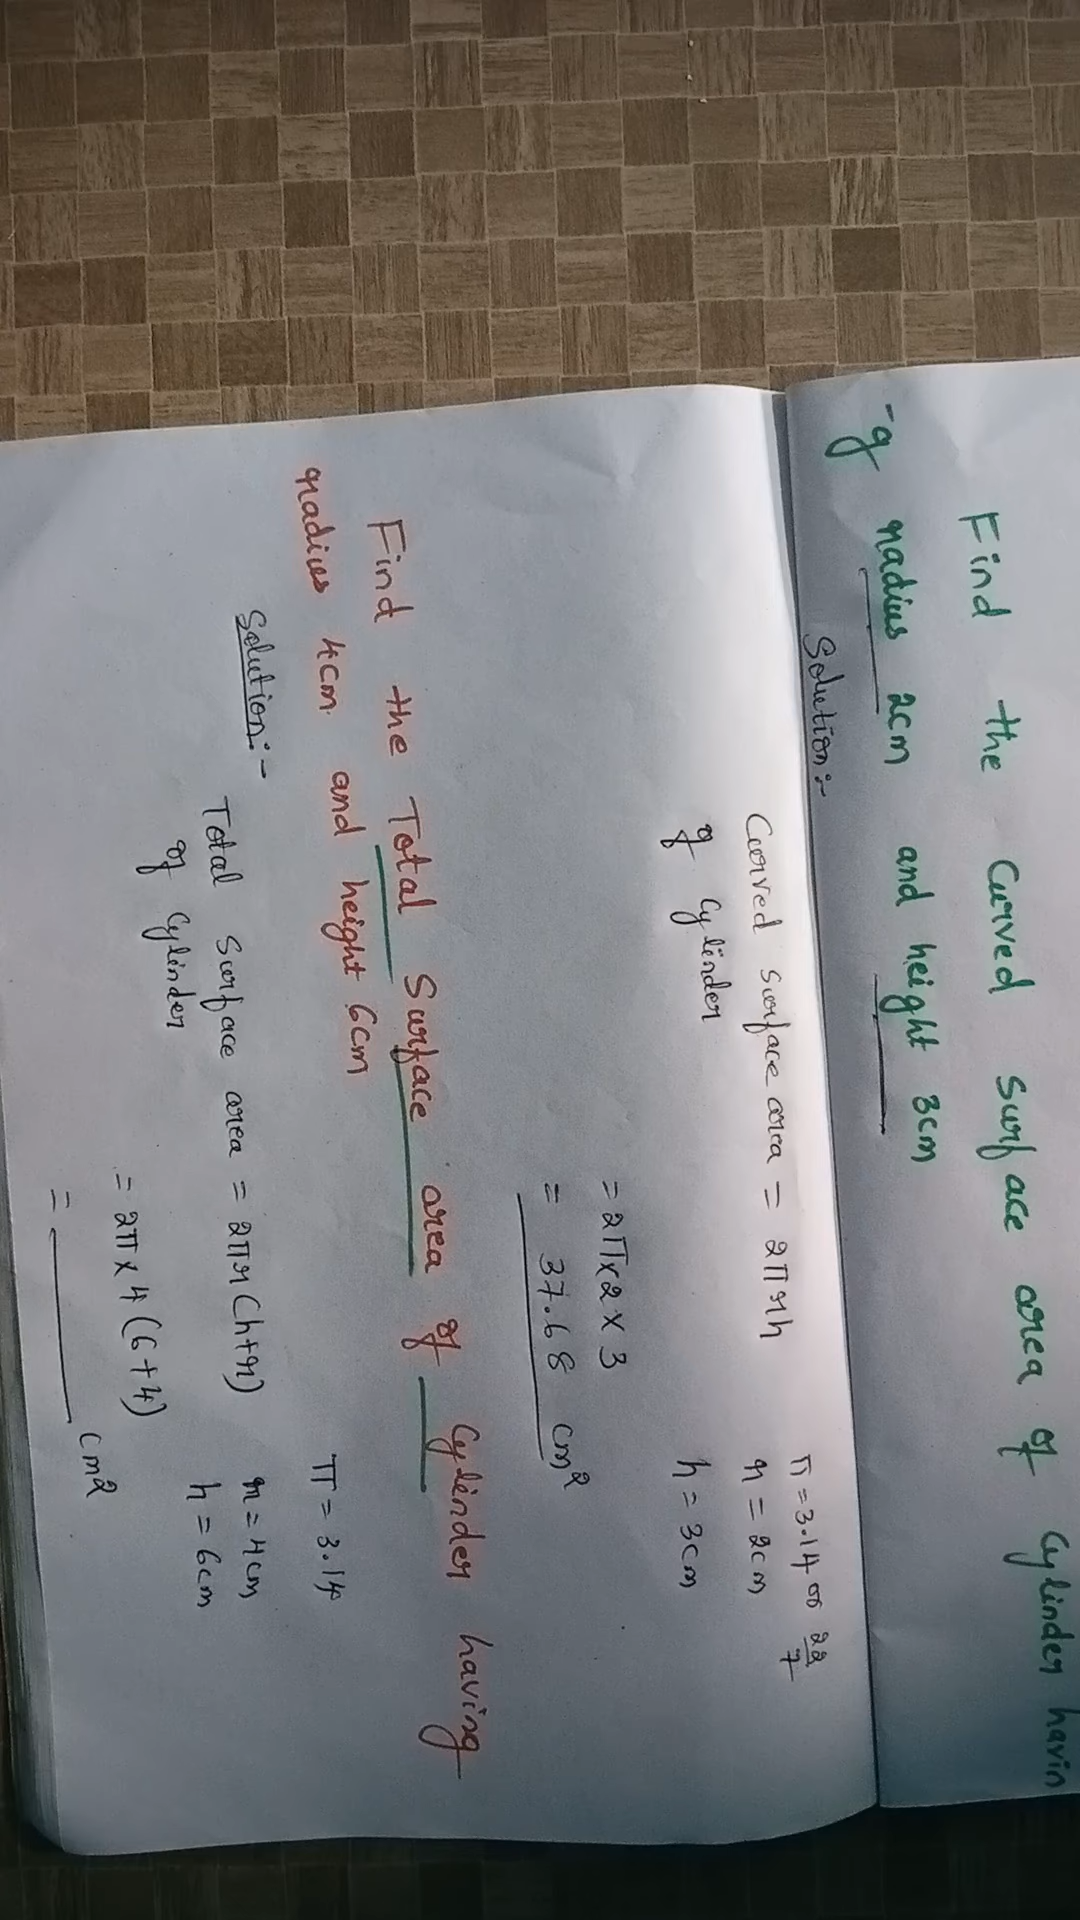 Find the Curved Surface area of Cylinder havin
-g radius 2cm and height 3cm
Solution:-
Curved surface area = 2πrh
of Cylinder
π = 3.14 or 22/7
r = 2cm
h = 3cm
= 2π×2×3
= 37.68 cm²
Find the Total Surface area of Cylinder having
radius 4cm. and height 6cm
Solution:-
π = 3.14
Total Surface area = 2πr(h+r)
of Cylinder
r = 4cm
h = 6cm
= 2π×4(6+4)
= ______ cm²